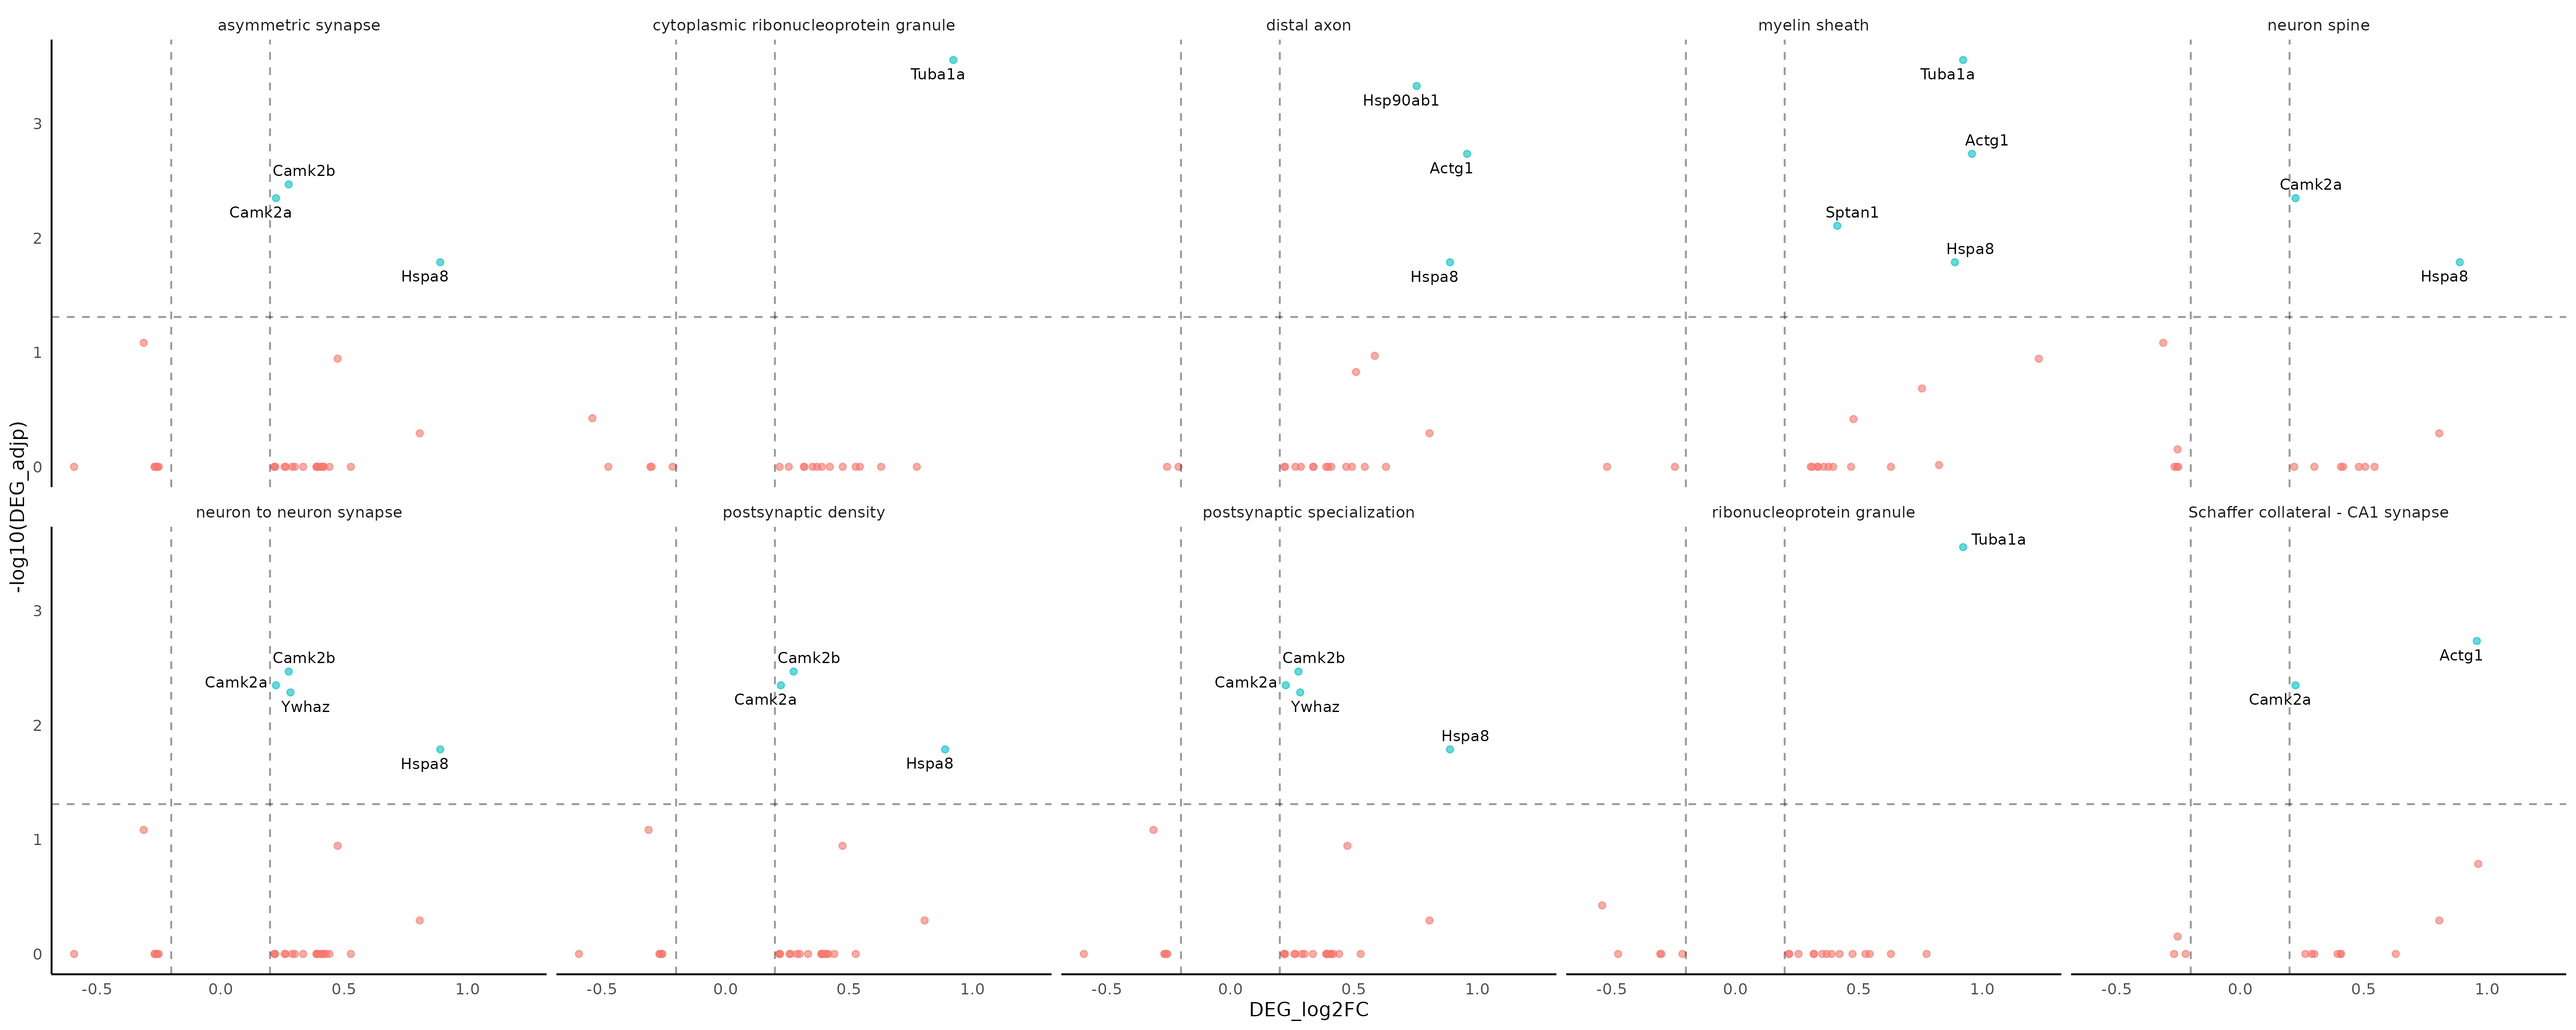 asymmetric synapse
cytoplasmic ribonucleoprotein granule
distal axon
myelin sheath
neuron spine
Tuba1a
Hsp90ab1
Tuba1a
3
Actg1
Actg1
Camk2b
Camk2a
Sptan1
Camk2a
2
Hspa8
Hspa8
Hspa8
Hspa8
1
0
-log10(DEG_adjp)
neuron to neuron synapse
postsynaptic density
postsynaptic specialization
ribonucleoprotein granule
Schaffer collateral - CA1 synapse
Tuba1a
3
Camk2b
Camk2b
Camk2b
Actg1
Camk2a
Camk2a
Camk2a
Camk2a
Ywhaz
Ywhaz
2
Hspa8
Hspa8
Hspa8
1
0
-0.5 0.0 0.5 1.0
-0.5 0.0 0.5 1.0
-0.5 0.0 0.5 1.0
-0.5 0.0 0.5 1.0
-0.5 0.0 0.5 1.0
DEG_log2FC